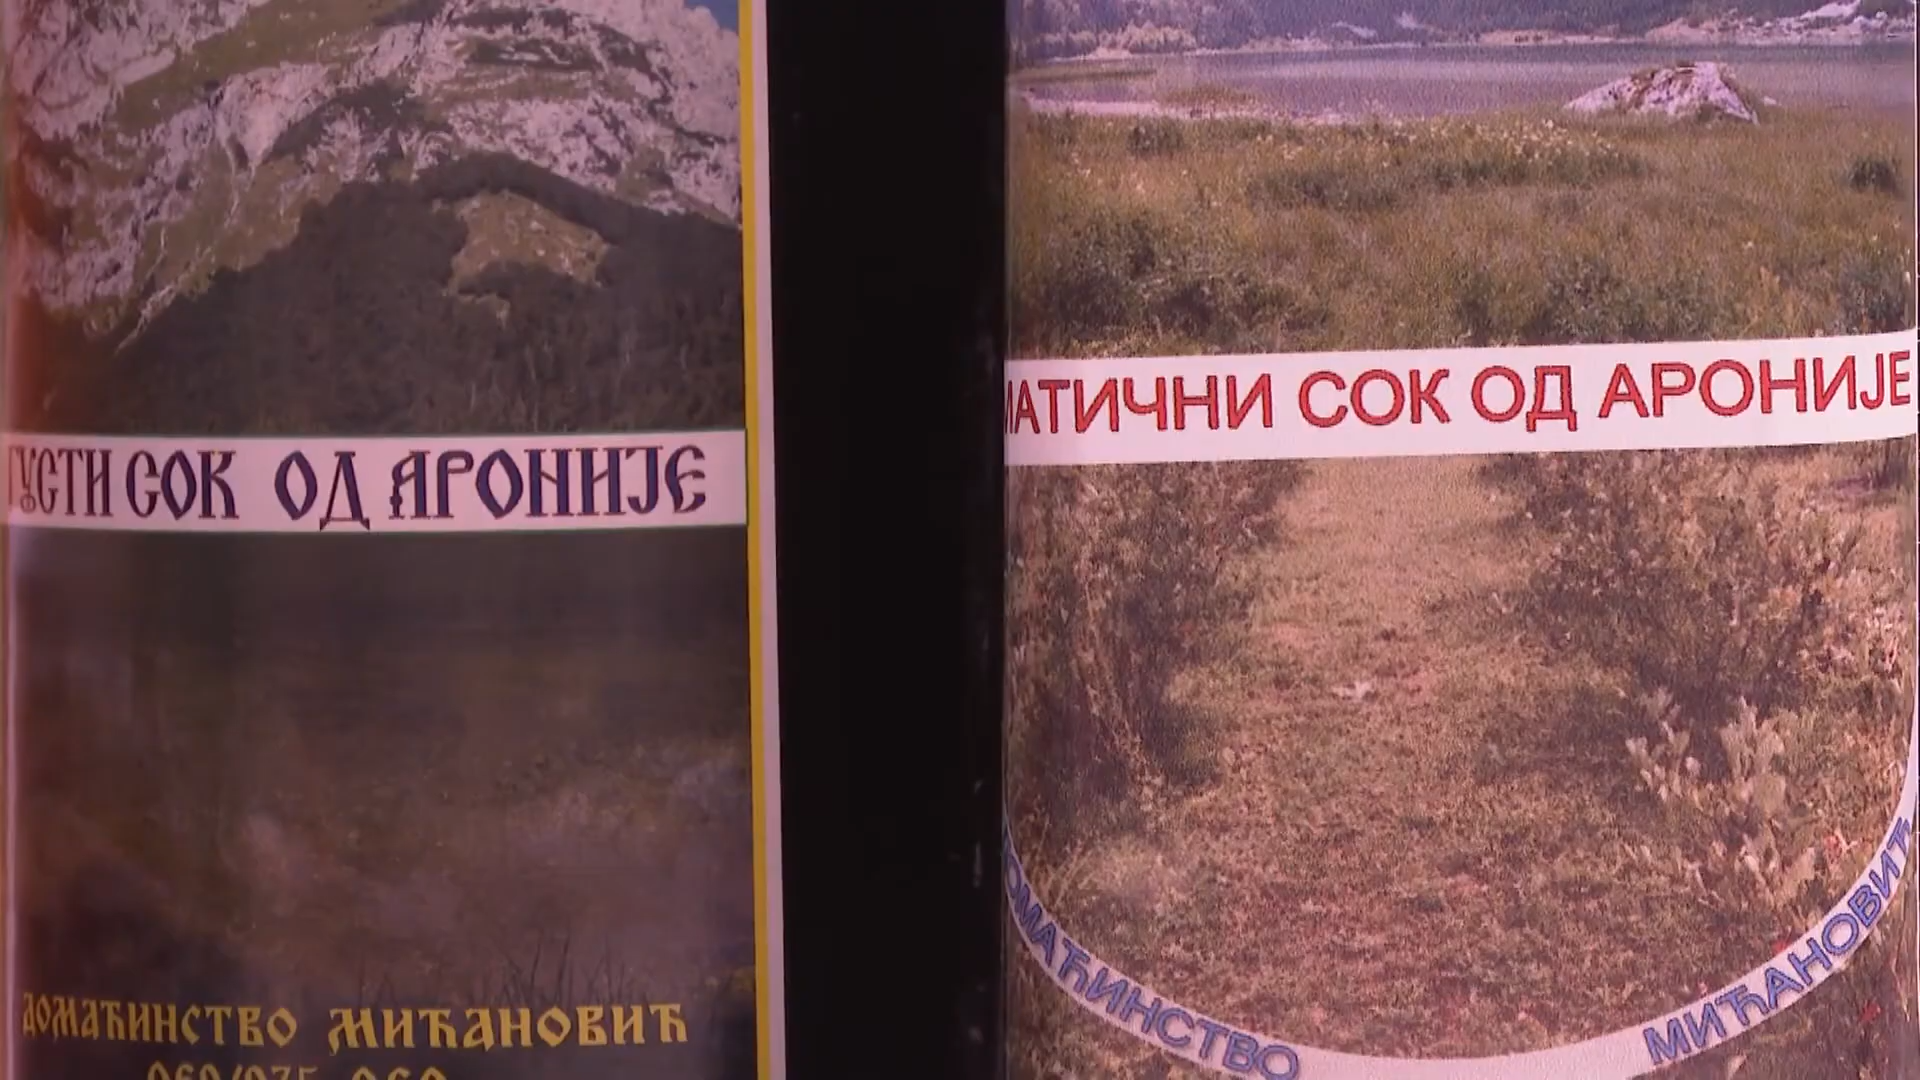 ГУСТИ СОК ОД АРОНИЈЕ
ДОМАЋИНСТВО МИЋАНОВИЋ
МАТИЧНИ СОК ОД АРОНИЈЕ
ДОМАЋИНСТВО МИЋАНОВИЋ